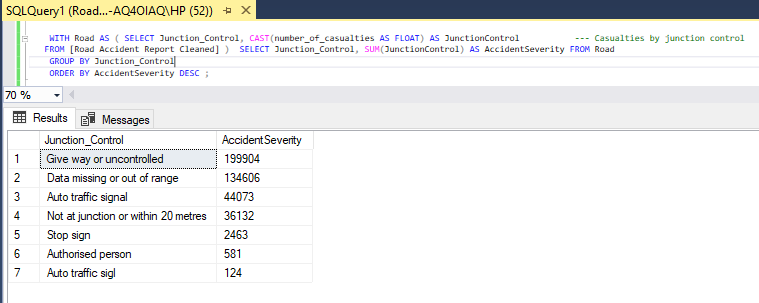 SQLQuery1 (Road...-AQ4OIAQ\HP (52))
WITH Road AS ( SELECT Junction_Control, CAST(number_of_casualties AS FLOAT) AS JunctionControl --- Casualties by junction control
FROM [Road Accident Report Cleaned] ) SELECT Junction_Control, SUM(JunctionControl) AS AccidentSeverity FROM Road
GROUP BY Junction_Control
ORDER BY AccidentSeverity DESC ;
70 %
Results Messages
Junction_Control AccidentSeverity
1 Give way or uncontrolled 199904
2 Data missing or out of range 134606
3 Auto traffic signal 44073
4 Not at junction or within 20 metres 36132
5 Stop sign 2463
6 Authorised person 581
7 Auto traffic sigl 124